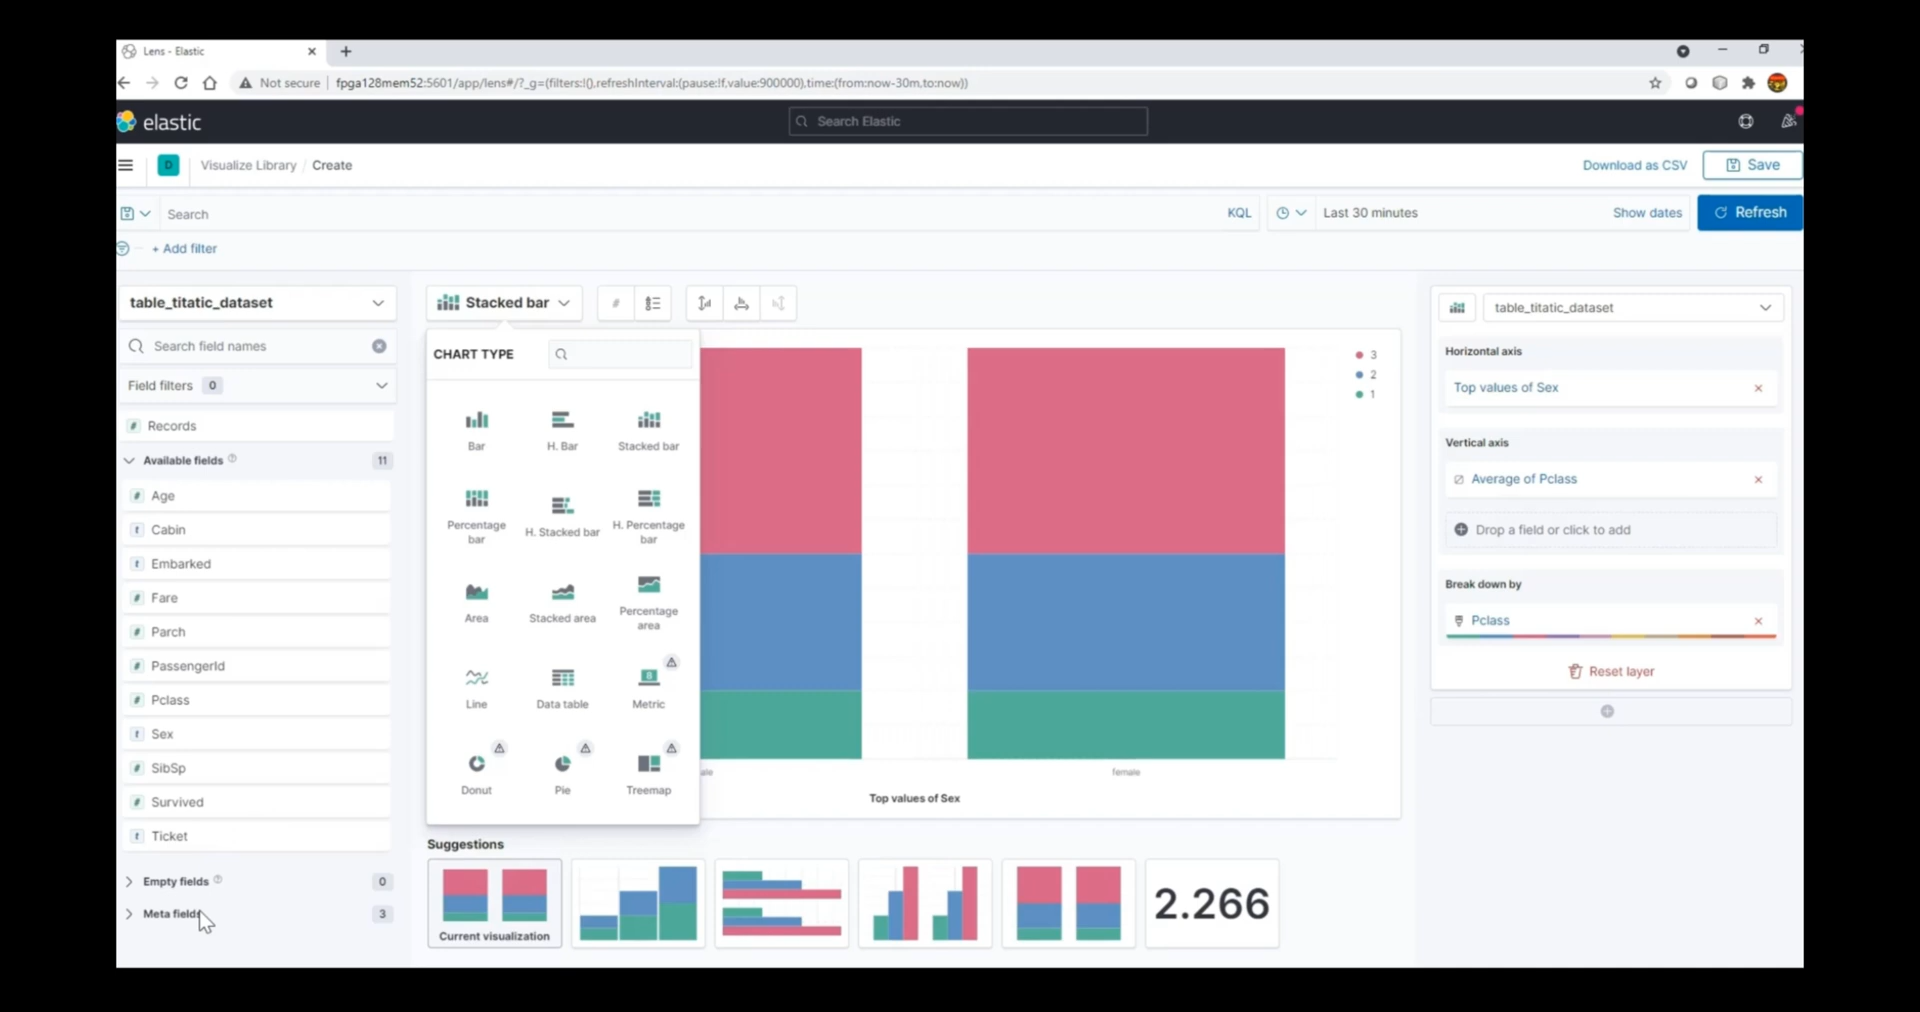 Lens - Elastic
Not secure
fpga128mem52:5601/app/lens#/?_g=(filters:!(),refreshInterval:(pause:!f,value:900000),time:(from:now-30m,to:now))
elastic
Search Elastic
D
Visualize Library / Create
Download as CSV
Save
Search
KQL
Last 30 minutes
Show dates
Refresh
+ Add filter
table_titatic_dataset
Stacked bar
table_titatic_dataset
Search field names
CHART TYPE
Field filters 0
Records
Available fields 11
Age
Cabin
Embarked
Fare
Parch
PassengerId
Pclass
Sex
SibSp
Survived
Ticket
Empty fields 0
Meta fields 3
Bar
H. Bar
Stacked bar
Percentage bar
H. Stacked bar
H. Percentage bar
Area
Stacked area
Percentage area
Line
Data table
Metric
Donut
Pie
Treemap
3
2
1
ale
female
Top values of Sex
Horizontal axis
Top values of Sex
Vertical axis
Average of Pclass
Drop a field or click to add
Break down by
Pclass
Reset layer
Suggestions
Current visualization
2.266